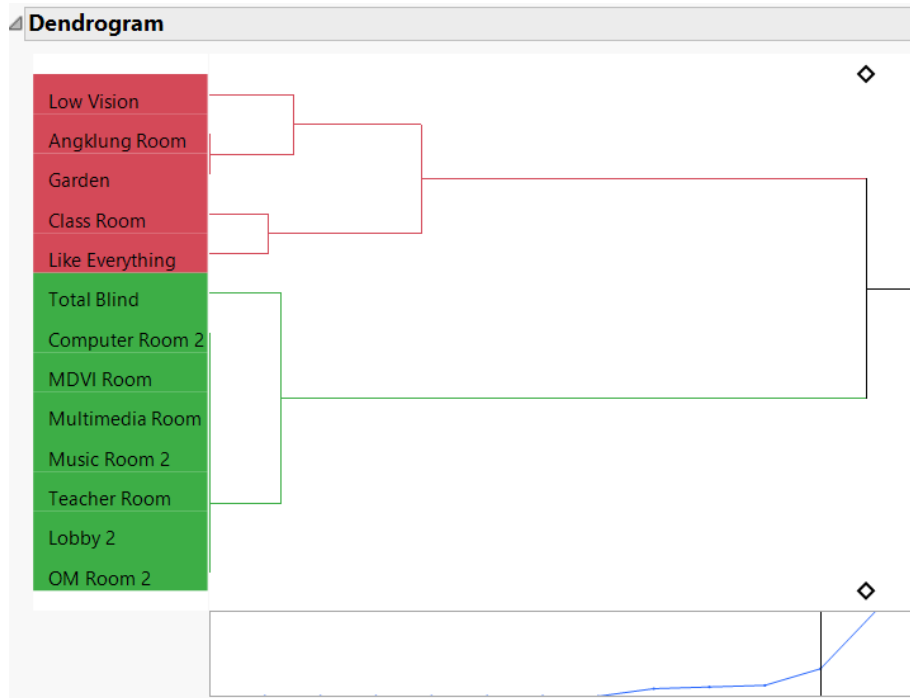 Dendrogram
Low Vision
Angklung Room
Garden
Class Room
Like Everything
Total Blind
Computer Room 2
MDVI Room
Multimedia Room
Music Room 2
Teacher Room
Lobby 2
OM Room 2